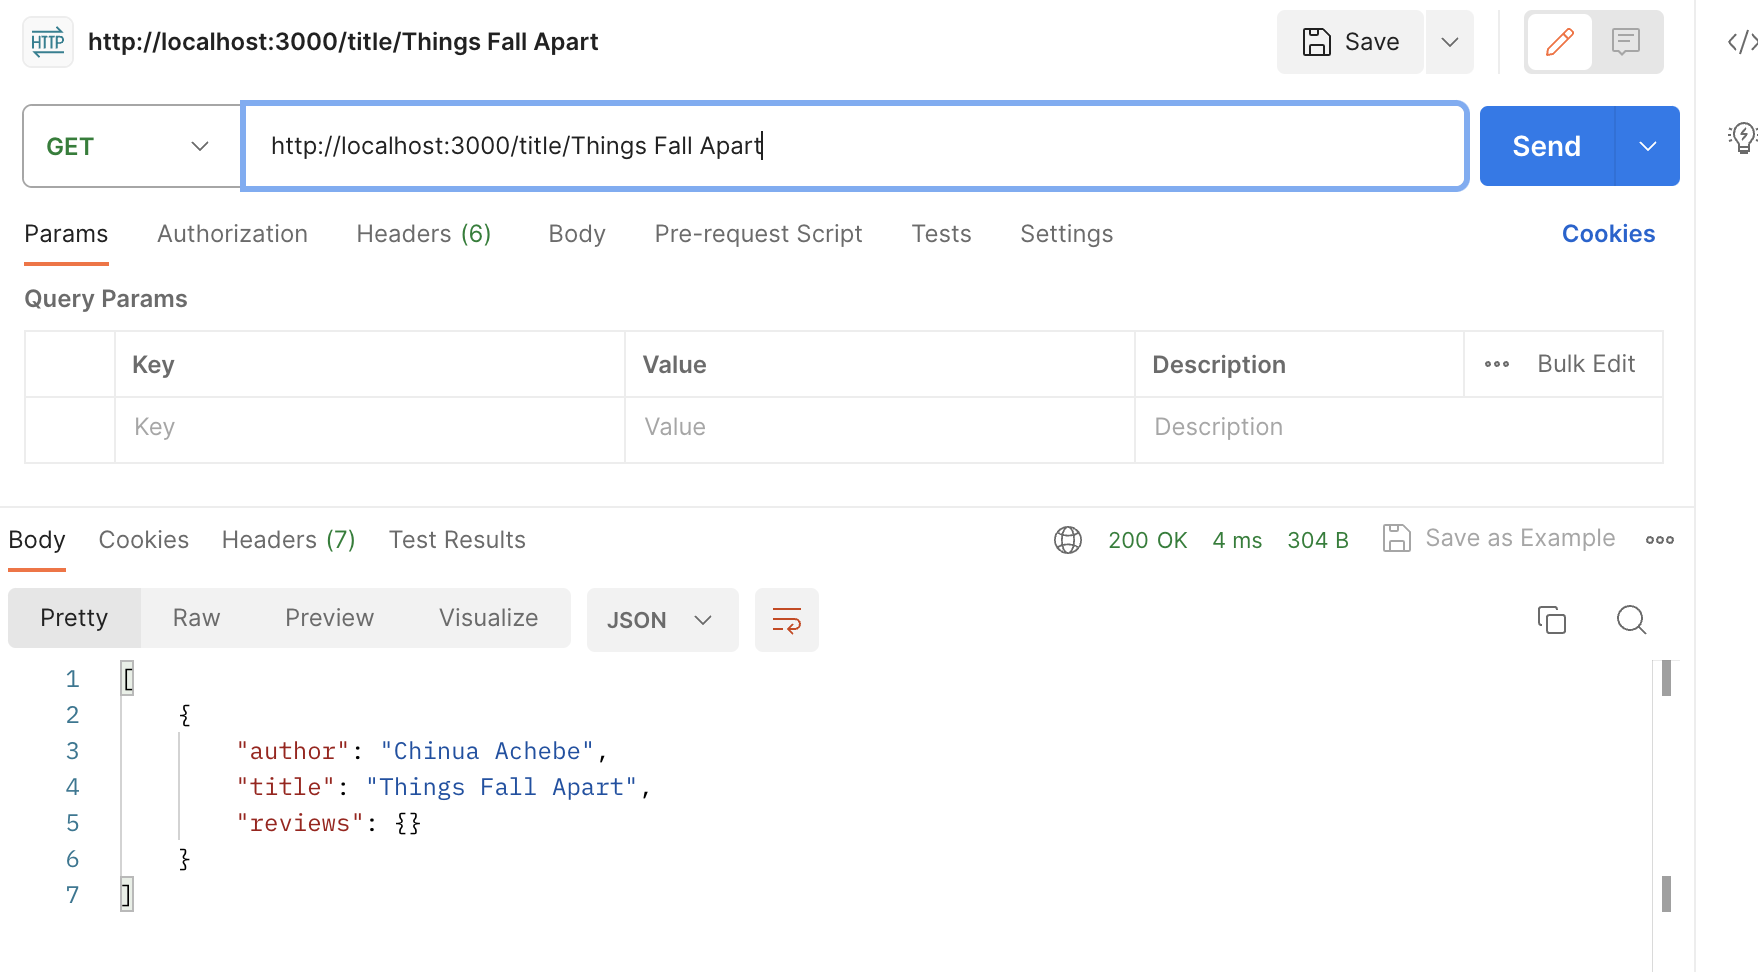 HTTP http://localhost:3000/title/Things Fall Apart Save
GET http://localhost:3000/title/Things Fall Apart Send
Params Authorization Headers (6) Body Pre-request Script Tests Settings Cookies
Query Params
Key Value Description Bulk Edit
Key Value Description
Body Cookies Headers (7) Test Results 200 OK 4 ms 304 B Save as Example
Pretty Raw Preview Visualize JSON
1 [
2 {
3 "author": "Chinua Achebe",
4 "title": "Things Fall Apart",
5 "reviews": {}
6 }
7 ]